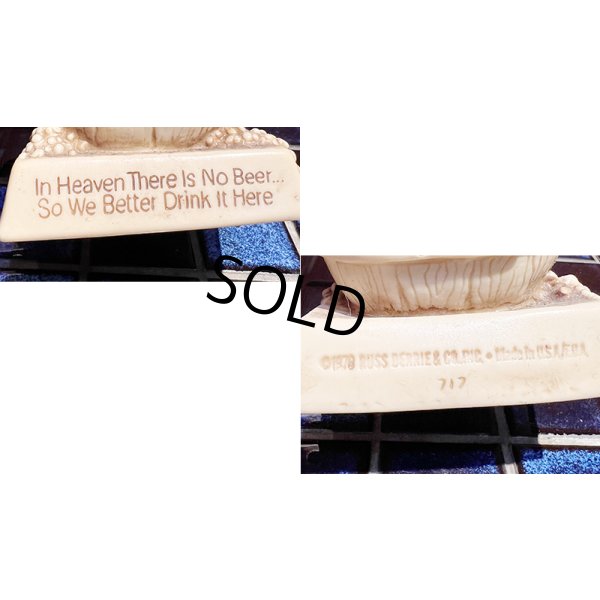 In Heaven There Is No Beer...
So We Better Drink It Here
SOLD
©1978 RUSS BERRIE & CO. INC. • Made in U.S.A.
717